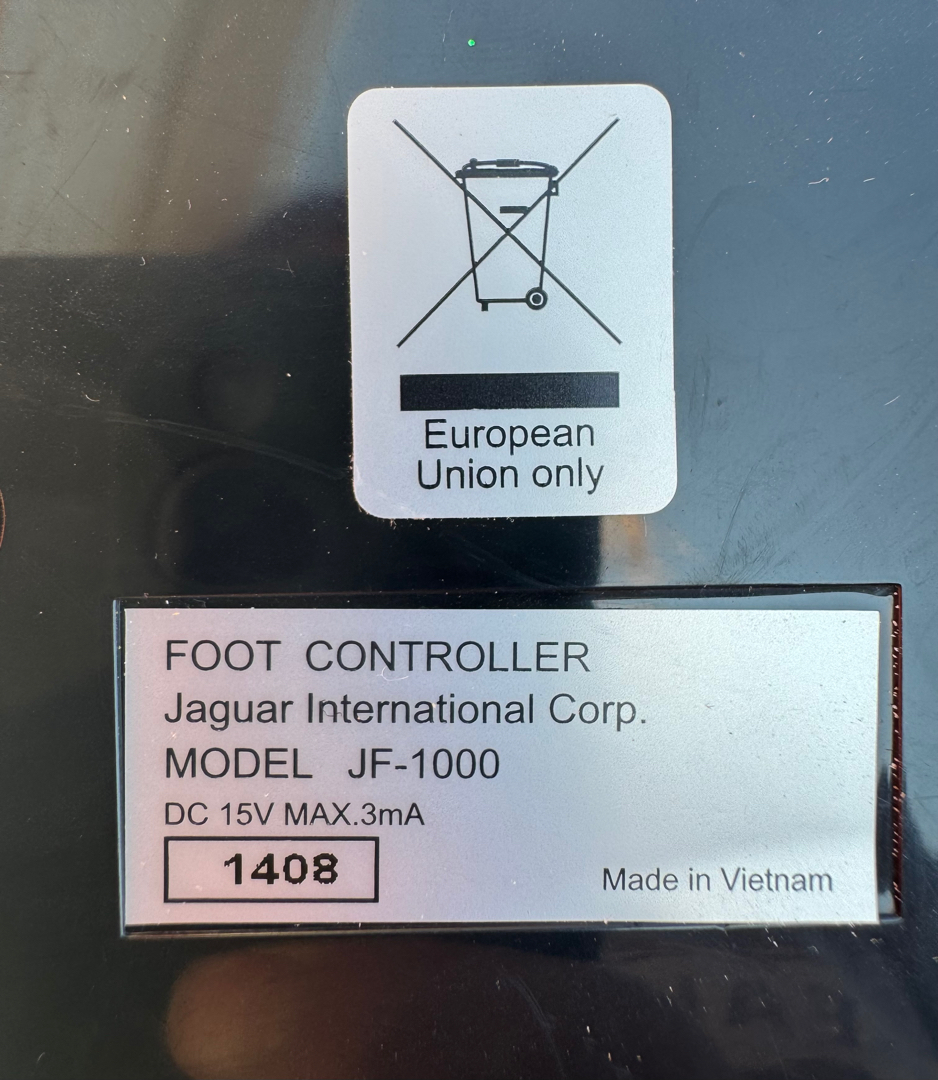 European
Union only
FOOT CONTROLLER
Jaguar International Corp.
MODEL JF-1000
DC 15V MAX.3mA
1408
Made in Vietnam